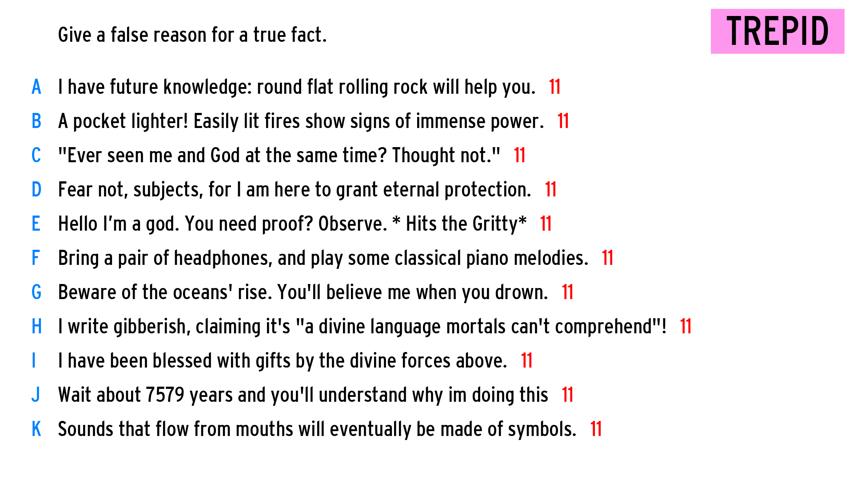 Give a false reason for a true fact.
TREPID
A I have future knowledge: round flat rolling rock will help you. 11
B A pocket lighter! Easily lit fires show signs of immense power. 11
C "Ever seen me and God at the same time? Thought not." 11
D Fear not, subjects, for I am here to grant eternal protection. 11
E Hello I'm a god. You need proof? Observe. * Hits the Gritty* 11
F Bring a pair of headphones, and play some classical piano melodies. 11
G Beware of the oceans' rise. You'll believe me when you drown. 11
H I write gibberish, claiming it's "a divine language mortals can't comprehend"! 11
I I have been blessed with gifts by the divine forces above. 11
J Wait about 7579 years and you'll understand why im doing this 11
K Sounds that flow from mouths will eventually be made of symbols. 11